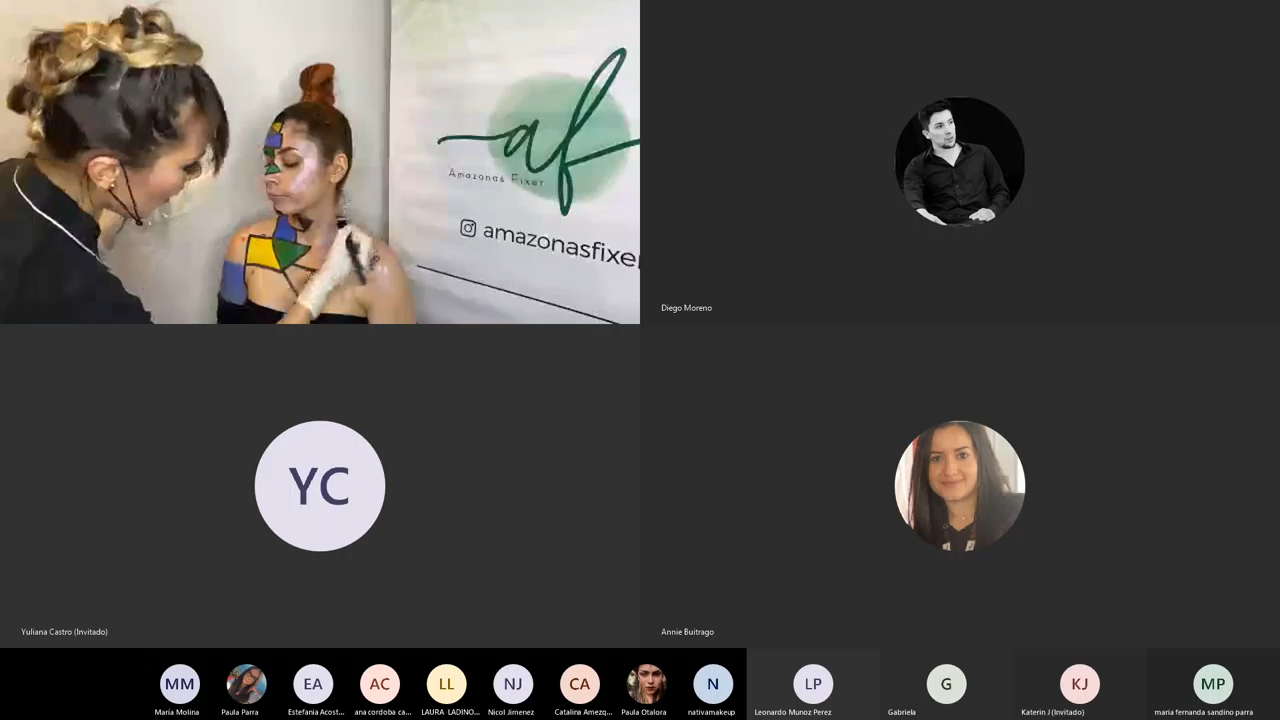 af
Amazonas Fixer
amazonasfixe
Diego Moreno
YC
Yuliana Castro (Invitado)
Annie Buitrago
MM
EA
AC
LL
NJ
CA
N
LP
G
KJ
MP
María Molina
Paula Parra
Estefania Acost...
ana cordoba ca...
LAURA LADINO...
Nicol Jimenez
Catalina Amezq...
Paula Otalora
nativamakeup
Leonardo Munoz Perez
Gabriela
Katerin J (Invitado)
maria fernanda sandino parra